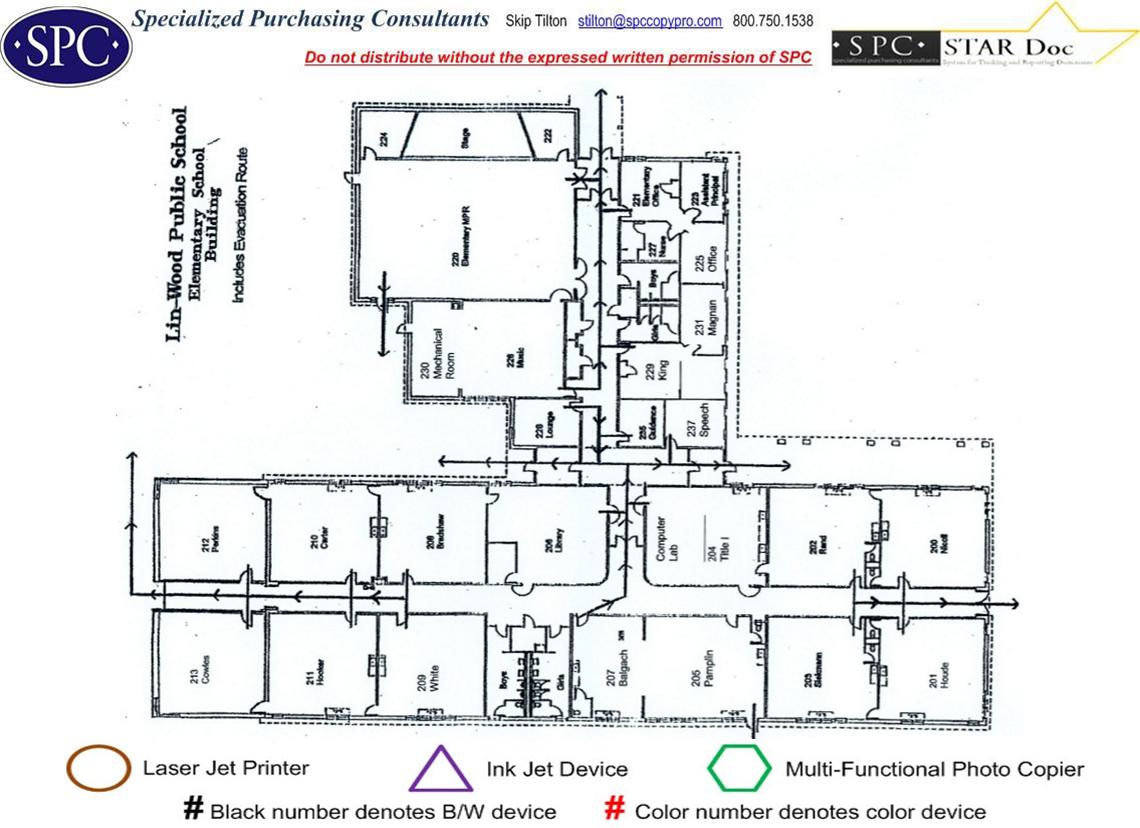 SPC
Specialized Purchasing Consultants Skip Tilton stilton@spccopypro.com 800.750.1538
Do not distribute without the expressed written permission of SPC
SPC
specialized purchasing consultants
STAR Doc
System for Tracking and Reporting Documents
Lin-Wood Public School
Elementary School
Building
Includes Evacuation Route
224
Stage
222
220
Elementary MPR
221
Elementary
Office
223
Assistant
Principal
227
Nurse
225
Office
Boys
Girls
231
Magnan
230
Mechanical
Room
Music
229
King
Lounge
Guidance
237
Speech
212
Perkins
210
Carter
208
Bradshaw
206
Library
Computer
Lab
204
Title I
202
Rand
200
Nicoll
213
Cowles
211
Hooker
209
White
Boys
Girls
207
Balgach
205
Pamplin
203
201
Houde
Laser Jet Printer
Ink Jet Device
Multi-Functional Photo Copier
# Black number denotes B/W device
# Color number denotes color device